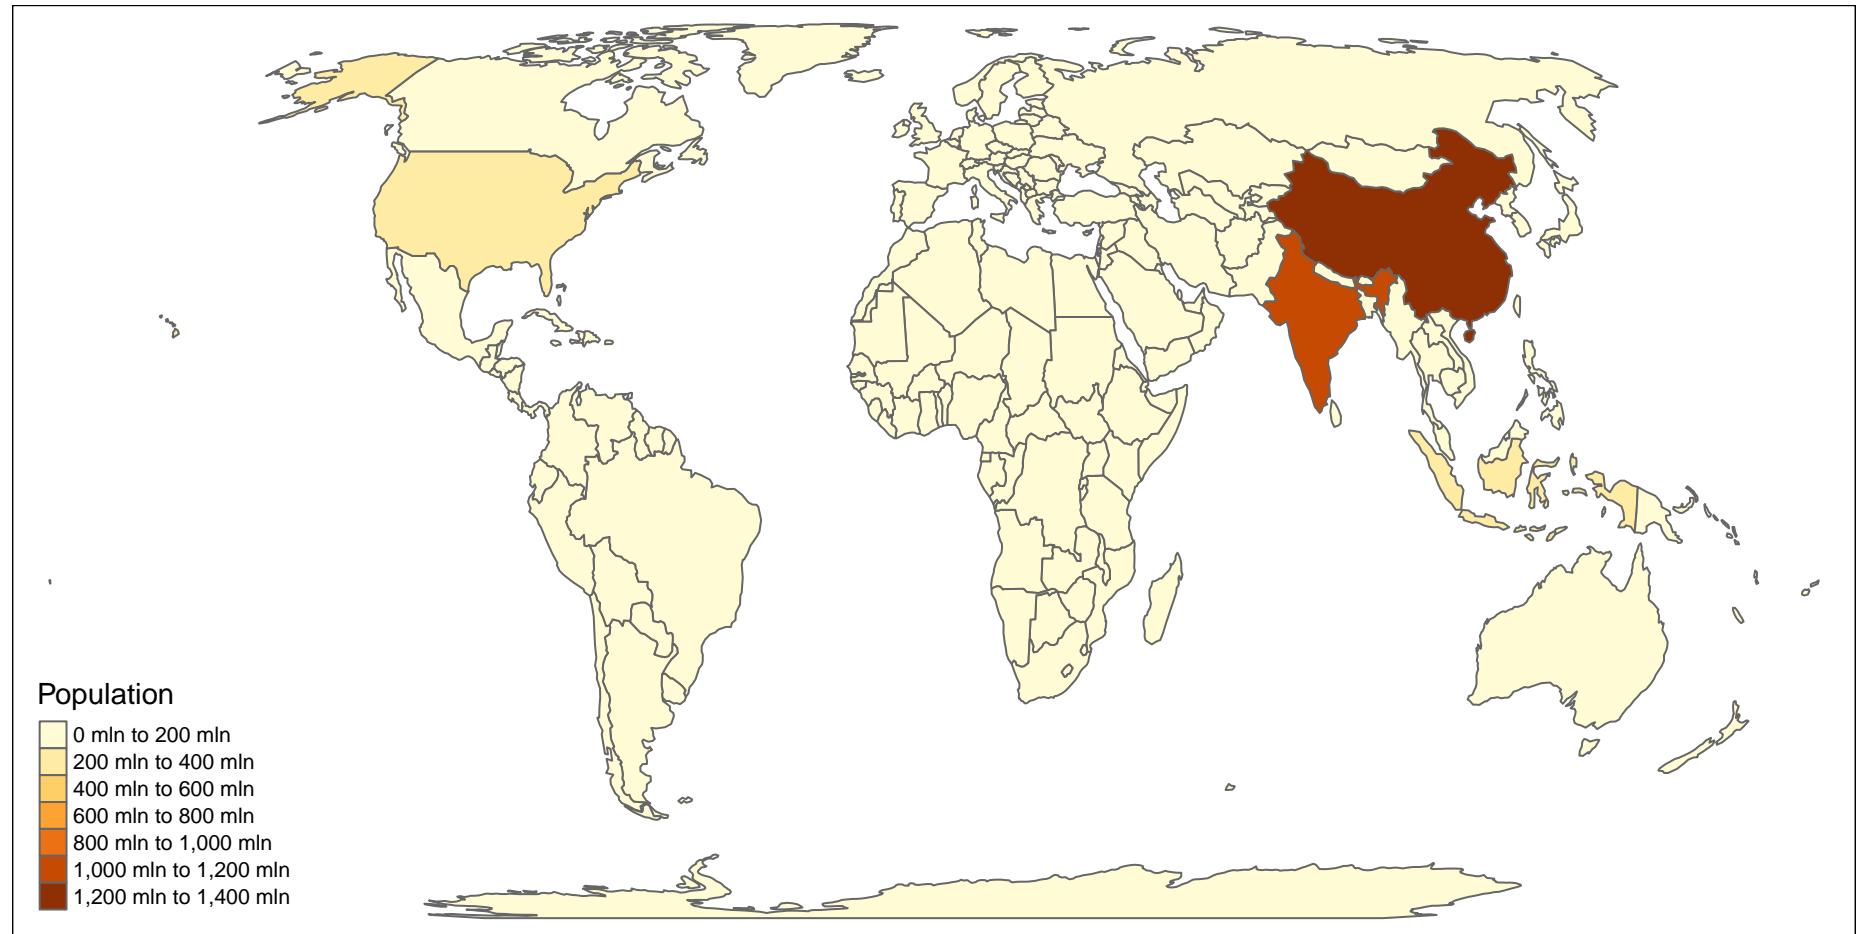 Population
0 mln to 200 mln
200 mln to 400 mln
400 mln to 600 mln
600 mln to 800 mln
800 mln to 1,000 mln
1,000 mln to 1,200 mln
1,200 mln to 1,400 mln